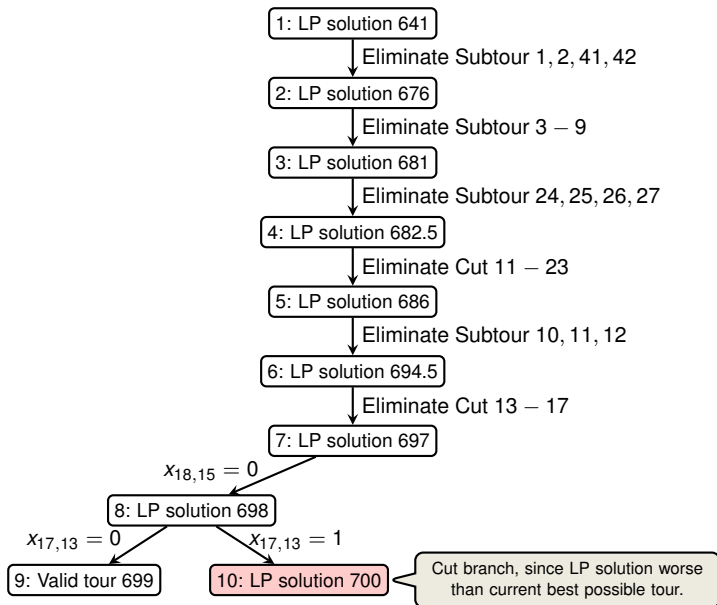 1: LP solution 641
Eliminate Subtour 1, 2, 41, 42
2: LP solution 676
Eliminate Subtour 3 − 9
3: LP solution 681
Eliminate Subtour 24, 25, 26, 27
4: LP solution 682.5
Eliminate Cut 11 − 23
5: LP solution 686
Eliminate Subtour 10, 11, 12
6: LP solution 694.5
Eliminate Cut 13 − 17
7: LP solution 697
x18,15 = 0
8: LP solution 698
x17,13 = 0
x17,13 = 1
9: Valid tour 699
10: LP solution 700
Cut branch, since LP solution worse
than current best possible tour.